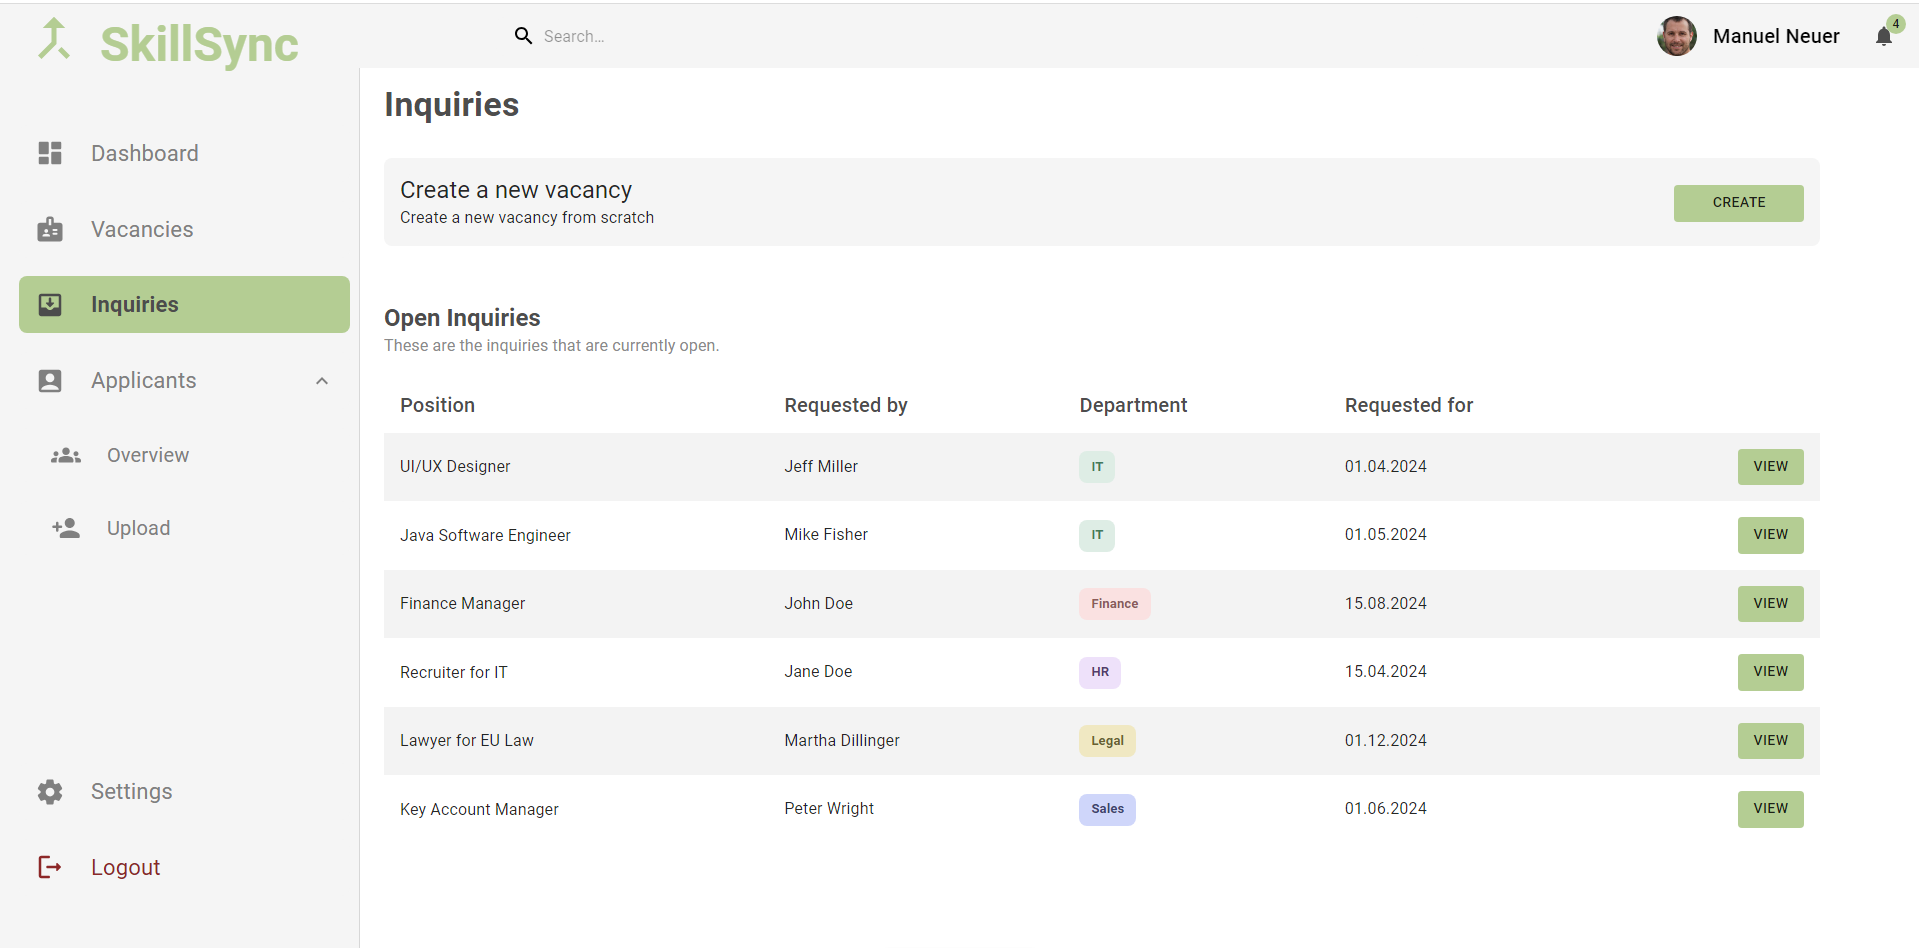 SkillSync
Search...
Manuel Neuer
4
Dashboard
Vacancies
Inquiries
Applicants
Overview
Upload
Settings
Logout
Inquiries
Create a new vacancy
Create a new vacancy from scratch
CREATE
Open Inquiries
These are the inquiries that are currently open.
Position Requested by Department Requested for
UI/UX Designer Jeff Miller IT 01.04.2024 VIEW
Java Software Engineer Mike Fisher IT 01.05.2024 VIEW
Finance Manager John Doe Finance 15.08.2024 VIEW
Recruiter for IT Jane Doe HR 15.04.2024 VIEW
Lawyer for EU Law Martha Dillinger Legal 01.12.2024 VIEW
Key Account Manager Peter Wright Sales 01.06.2024 VIEW